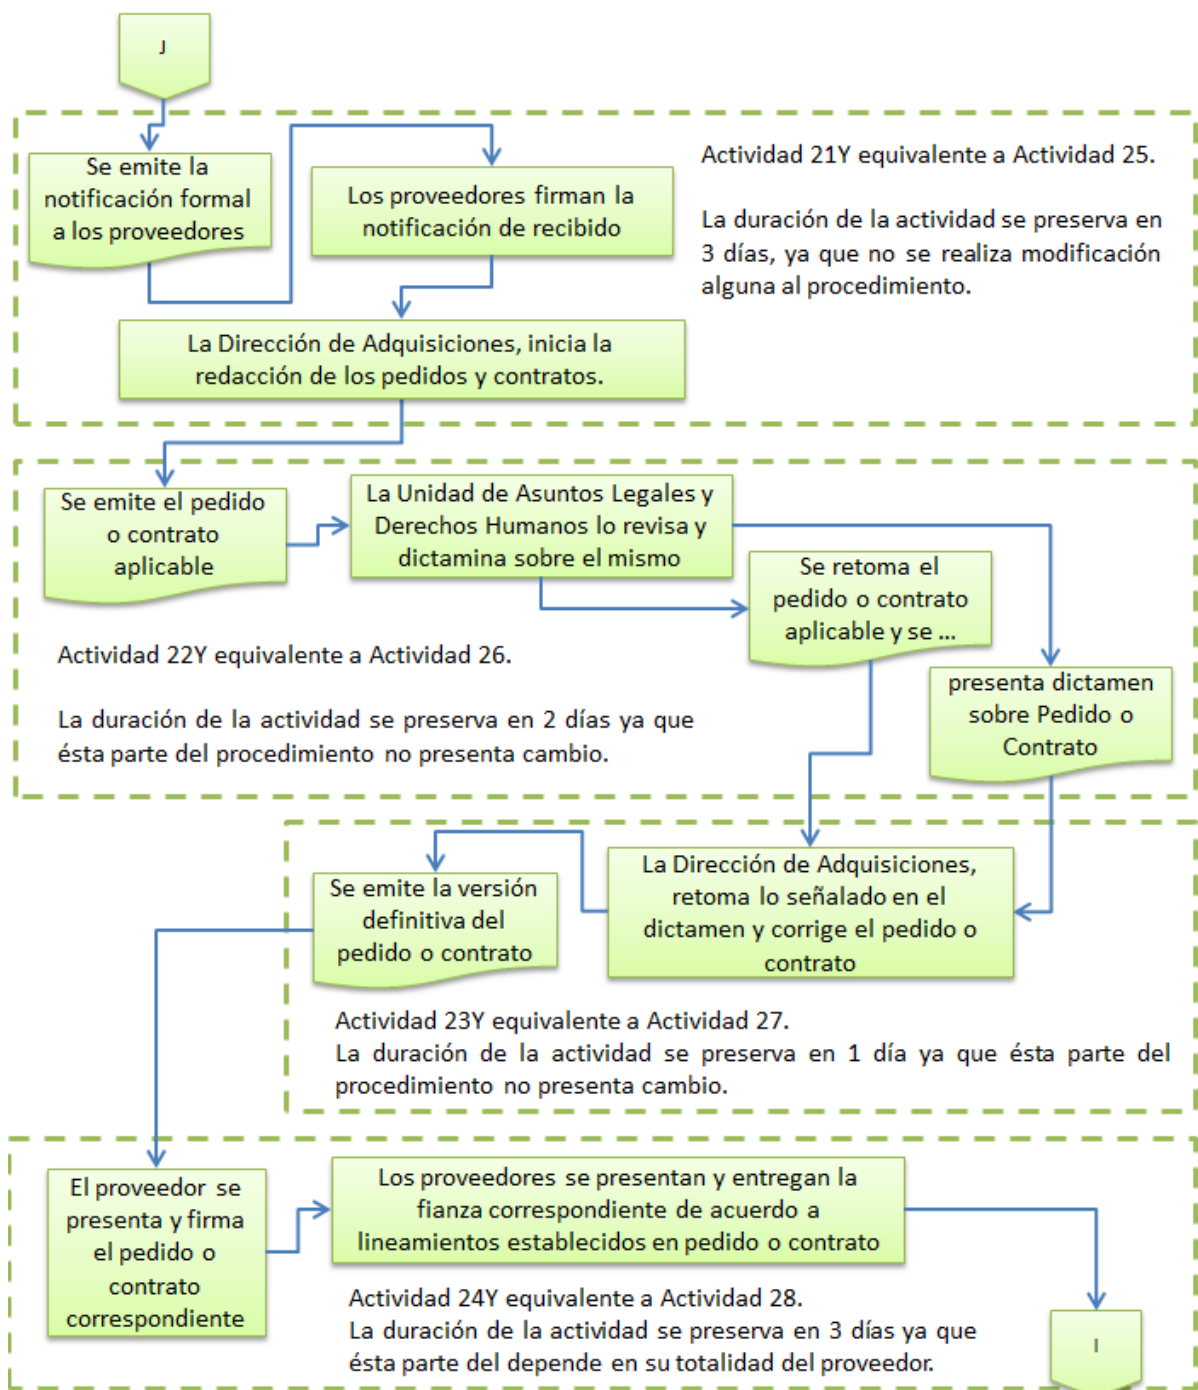 J
Se emite la
notificación formal
a los proveedores
Los proveedores firman la
notificación de recibido
Actividad 21Y equivalente a Actividad 25.
La duración de la actividad se preserva en
3 días, ya que no se realiza modificación
alguna al procedimiento.
La Dirección de Adquisiciones, inicia la
redacción de los pedidos y contratos.
Se emite el pedido
o contrato
aplicable
La Unidad de Asuntos Legales y
Derechos Humanos lo revisa y
dictamina sobre el mismo
Se retoma el
pedido o contrato
aplicable y se ...
presenta dictamen
sobre Pedido o
Contrato
Actividad 22Y equivalente a Actividad 26.
La duración de la actividad se preserva en 2 días ya que
ésta parte del procedimiento no presenta cambio.
La Dirección de Adquisiciones,
retoma lo señalado en el
dictamen y corrige el pedido o
contrato
Se emite la versión
definitiva del
pedido o contrato
Actividad 23Y equivalente a Actividad 27.
La duración de la actividad se preserva en 1 día ya que ésta parte del
procedimiento no presenta cambio.
El proveedor se
presenta y firma
el pedido o
contrato
correspondiente
Los proveedores se presentan y entregan la
fianza correspondiente de acuerdo a
lineamientos establecidos en pedido o contrato
Actividad 24Y equivalente a Actividad 28.
La duración de la actividad se preserva en 3 días ya que
ésta parte del depende en su totalidad del proveedor.
I